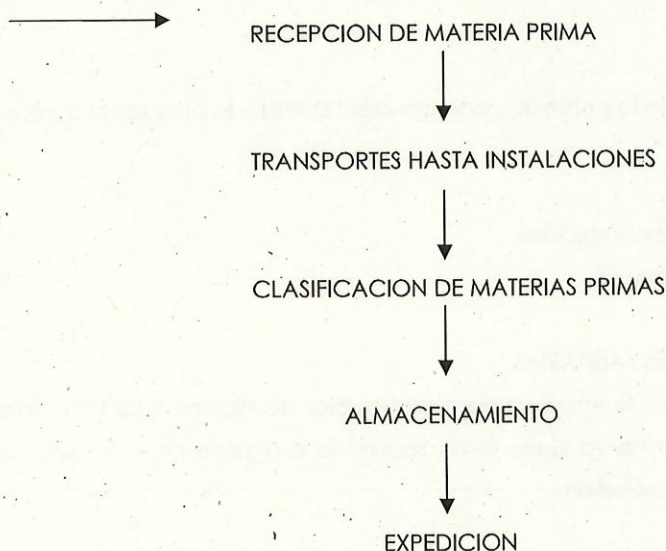 RECEPCION DE MATERIA PRIMA
TRANSPORTES HASTA INSTALACIONES
CLASIFICACION DE MATERIAS PRIMAS
ALMACENAMIENTO
EXPEDICION